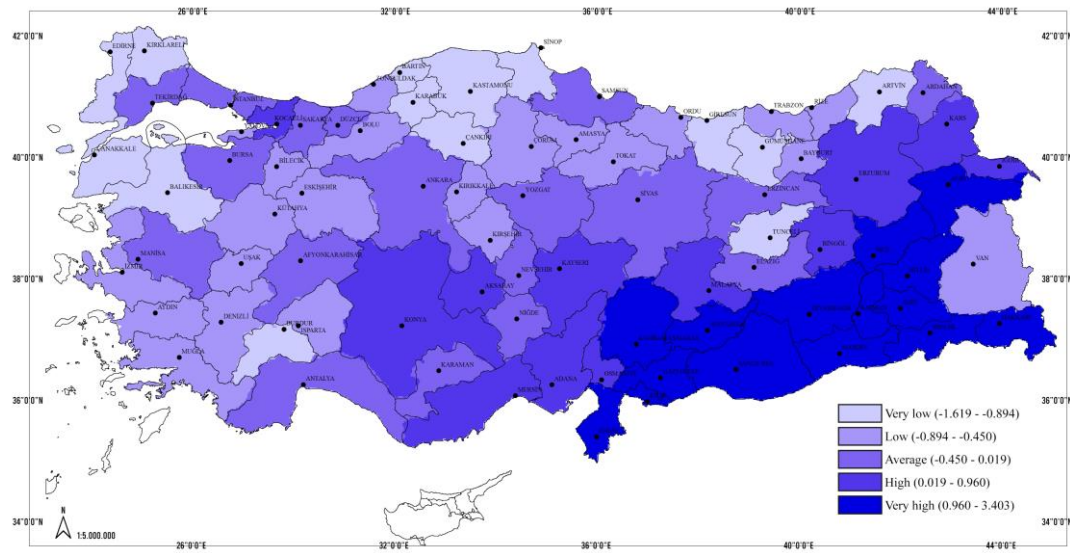 26°0'0"E 32°0'0"E 36°0'0"E 40°0'0"E 44°0'0"E
42°0'0"N 42°0'0"N
SİNOP
EDİRNE KIRKLARELİ
BARTIN
ZONGULDAK
KARABÜK KASTAMONU
TEKİRDAĞ İSTANBUL
SAMSUN
ARTVİN ARDAHAN
ORDU GİRESUN TRABZON RİZE
KOCAELİ SAKARYA DÜZCE BOLU
ÇANKIRI ÇORUM AMASYA
GÜMÜŞHANE KARS
ÇANAKKALE
40°0'0"N 40°0'0"N
BURSA BİLECİK
TOKAT BAYBURT
BALIKESİR ESKİŞEHİR ANKARA KIRIKKALE YOZGAT SİVAS ERZİNCAN ERZURUM
KÜTAHYA
KIRŞEHİR TUNCELİ
MANİSA UŞAK AFYONKARAHİSAR
BİNGÖL
VAN
İZMİR
NEVŞEHİR KAYSERİ ELAZIĞ
38°0'0"N 38°0'0"N
AKSARAY MALATYA
AYDIN DENİZLİ BURDUR ISPARTA KONYA NİĞDE
MUĞLA
ANTALYA KARAMAN ADANA
MERSİN
36°0'0"N 36°0'0"N
Very low (-1.619 - -0.894)
Low (-0.894 - -0.450)
Average (-0.450 - 0.019)
High (0.019 - 0.960)
Very high (0.960 - 3.403)
34°0'0"N 34°0'0"N
N
1:5.000.000
26°0'0"E 32°0'0"E 36°0'0"E 40°0'0"E 44°0'0"E